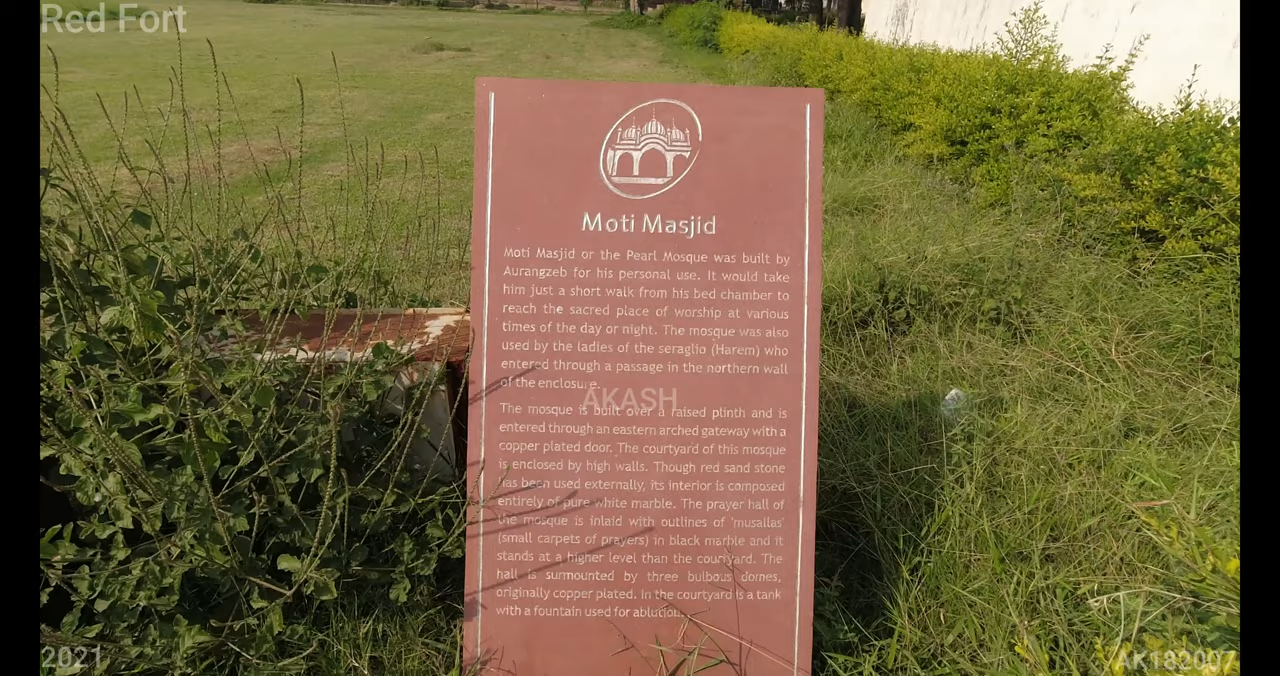 Red Fort
Moti Masjid
Moti Masjid or the Pearl Mosque was built by
Aurangzeb for his personal use. It would take
him just a short walk from his bed chamber to
reach the sacred place of worship at various
times of the day or night. The mosque was also
used by the ladies of the seraglio (Harem) who
entered through a passage in the northern wall
of the enclosure.
AKASH
The mosque is built over a raised plinth and is
entered through an eastern arched gateway with a
copper plated door. The courtyard of this mosque
is enclosed by high walls. Though red sand stone
has been used externally, its interior is composed
entirely of pure white marble. The prayer hall of
the mosque is inlaid with outlines of 'musallas'
(small carpets of prayers) in black marble and it
stands at a higher level than the courtyard. The
hall is surmounted by three bulbous domes,
originally copper plated. In the courtyard is a tank
with a fountain used for ablution.
2021
AK182007